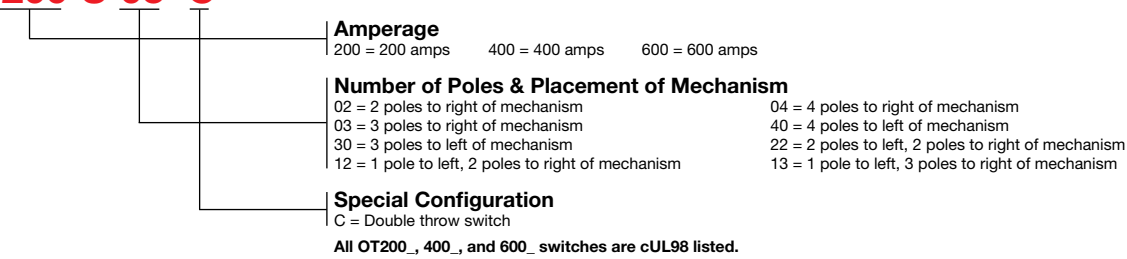 Amperage
200 = 200 amps 400 = 400 amps 600 = 600 amps
Number of Poles & Placement of Mechanism
02 = 2 poles to right of mechanism 04 = 4 poles to right of mechanism
03 = 3 poles to right of mechanism 40 = 4 poles to left of mechanism
30 = 3 poles to left of mechanism 22 = 2 poles to left, 2 poles to right of mechanism
12 = 1 pole to left, 2 poles to right of mechanism 13 = 1 pole to left, 3 poles to right of mechanism
Special Configuration
C = Double throw switch
All OT200_, 400_, and 600_ switches are cUL98 listed.